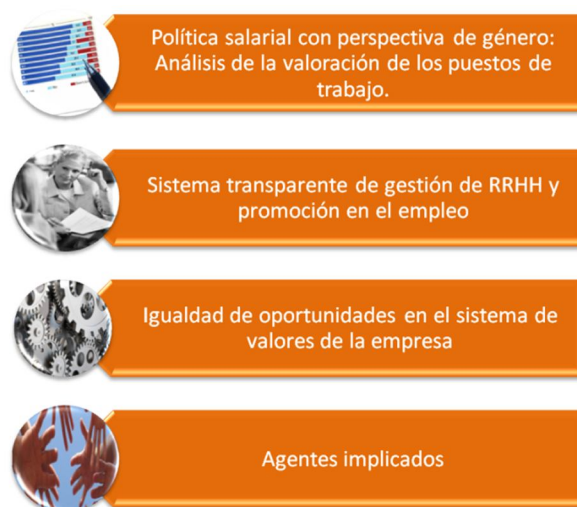 Política salarial con perspectiva de género:
Análisis de la valoración de los puestos de
trabajo.
Sistema transparente de gestión de RRHH y
promoción en el empleo
Igualdad de oportunidades en el sistema de
valores de la empresa
Agentes implicados